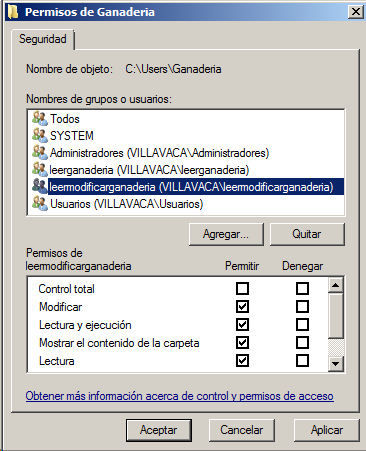 Permisos de Ganaderia
Seguridad
Nombre de objeto: C:\Users\Ganaderia
Nombres de grupos o usuarios:
Todos
SYSTEM
Administradores (VILLAVACA\Administradores)
leerganaderia (VILLAVACA\leerganaderia)
leermodificarganaderia (VILLAVACA\leermodificarganaderia)
Usuarios (VILLAVACA\Usuarios)
Agregar... Quitar
Permisos de
leermodificarganaderia Permitir Denegar
Control total
Modificar
Lectura y ejecución
Mostrar el contenido de la carpeta
Lectura
Obtener más información acerca de control y permisos de acceso
Aceptar Cancelar Aplicar